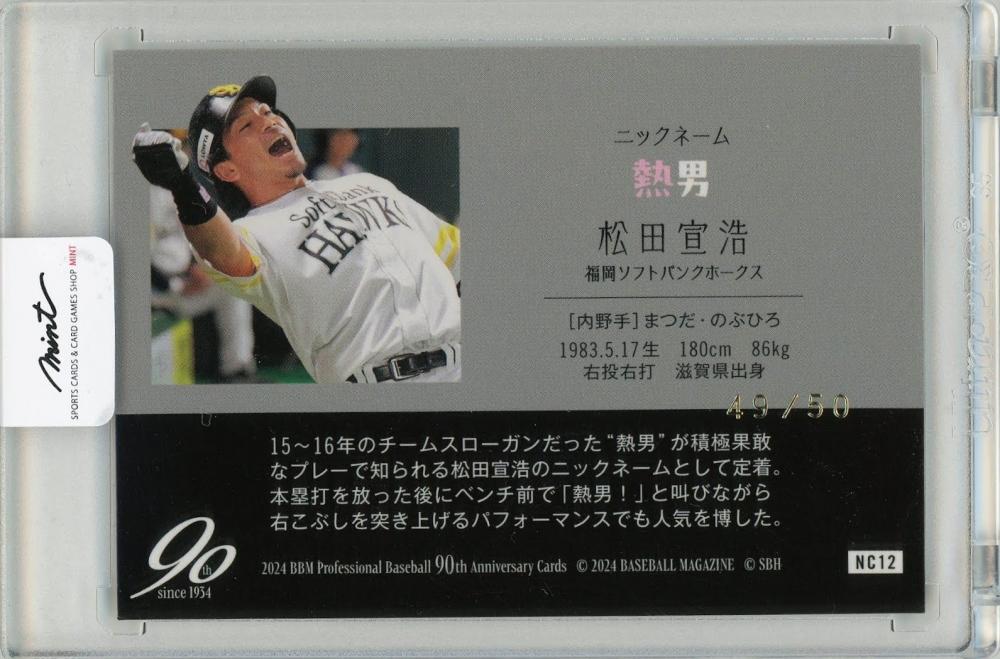 ニックネーム
熱男
松田宣浩
福岡ソフトバンクホークス
[内野手]まつだ・のぶひろ
1983.5.17生 180cm 86kg
右投右打 滋賀県出身
49/50
15〜16年のチームスローガンだった“熱男”が積極果敢
なプレーで知られる松田宣浩のニックネームとして定着。
本塁打を放った後にベンチ前で「熱男!」と叫びながら
右こぶしを突き上げるパフォーマンスでも人気を博した。
90th
since 1934
2024 BBM Professional Baseball 90th Anniversary Cards © 2024 BASEBALL MAGAZINE © SBH
NC12
mint
SPORTS CARDS & CARD GAMES SHOP MINT
SoftBank
HAWKS